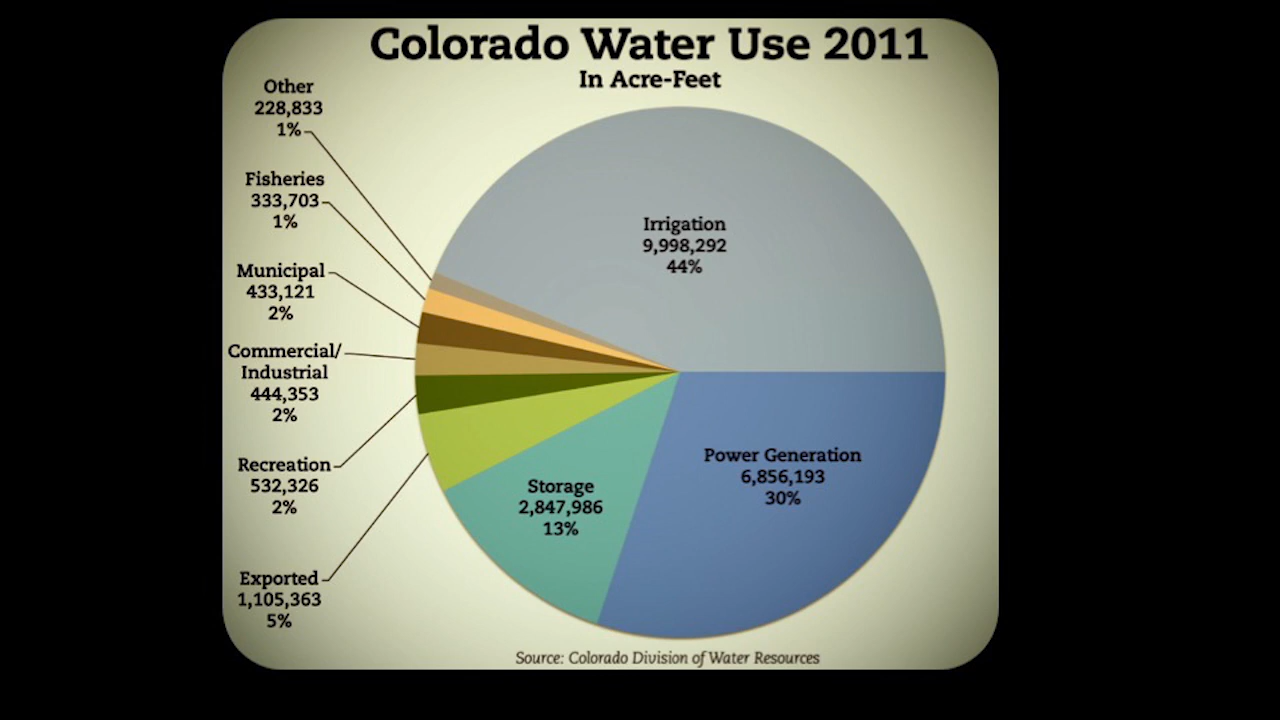 Colorado Water Use 2011
In Acre-Feet
Other
228,833
1%
Fisheries
333,703
1%
Municipal
433,121
2%
Commercial/
Industrial
444,353
2%
Recreation
532,326
2%
Exported
1,105,363
5%
Irrigation
9,998,292
44%
Power Generation
6,856,193
30%
Storage
2,847,986
13%
Source: Colorado Division of Water Resources